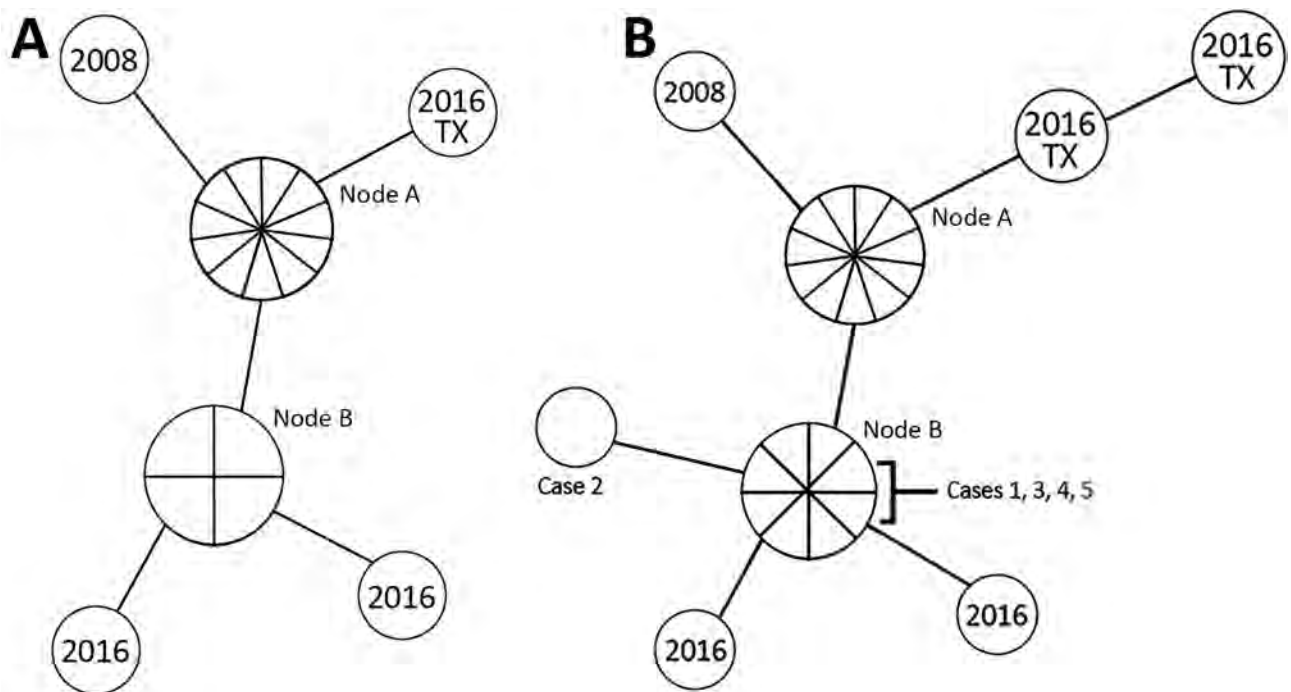 A
2008
2016
TX
Node A
Node B
2016
2016
B
2008
2016
TX
2016
TX
Node A
Node B
Case 2
Cases 1, 3, 4, 5
2016
2016